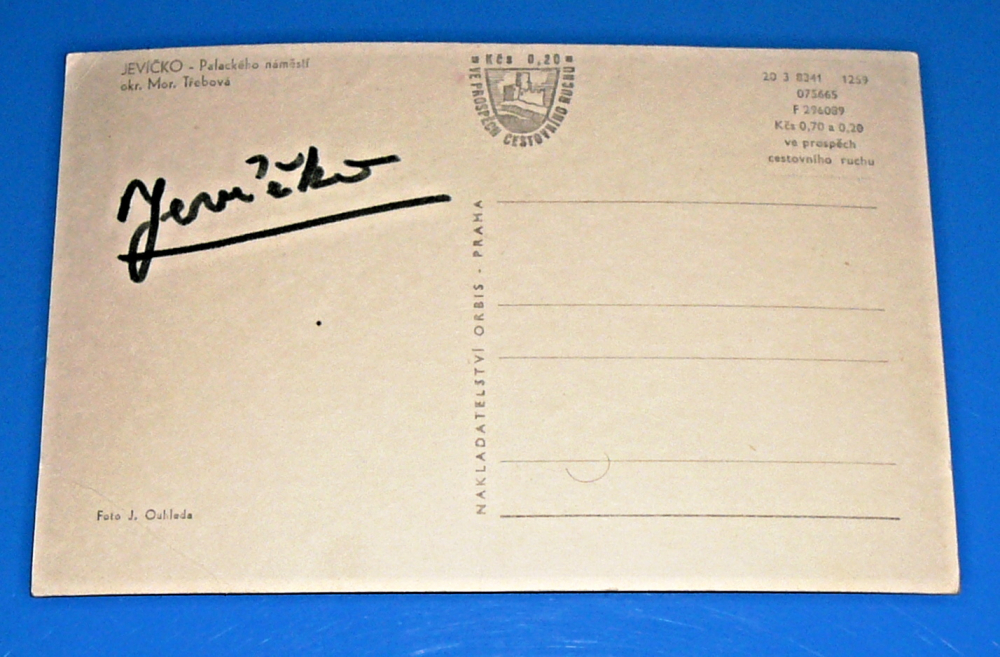 JEVÍČKO - Palackého náměstí
okr. Mor. Třebová
Kčs 0,20
VE PROSPĚCH CESTOVNÍHO RUCHU
20 3 8241 1259
075665
F 296089
Kčs 0,70 a 0,20
ve prospěch
cestovního ruchu
Jevíčko
NAKLADATELSTVÍ ORBIS - PRAHA
Foto J. Ouhleda